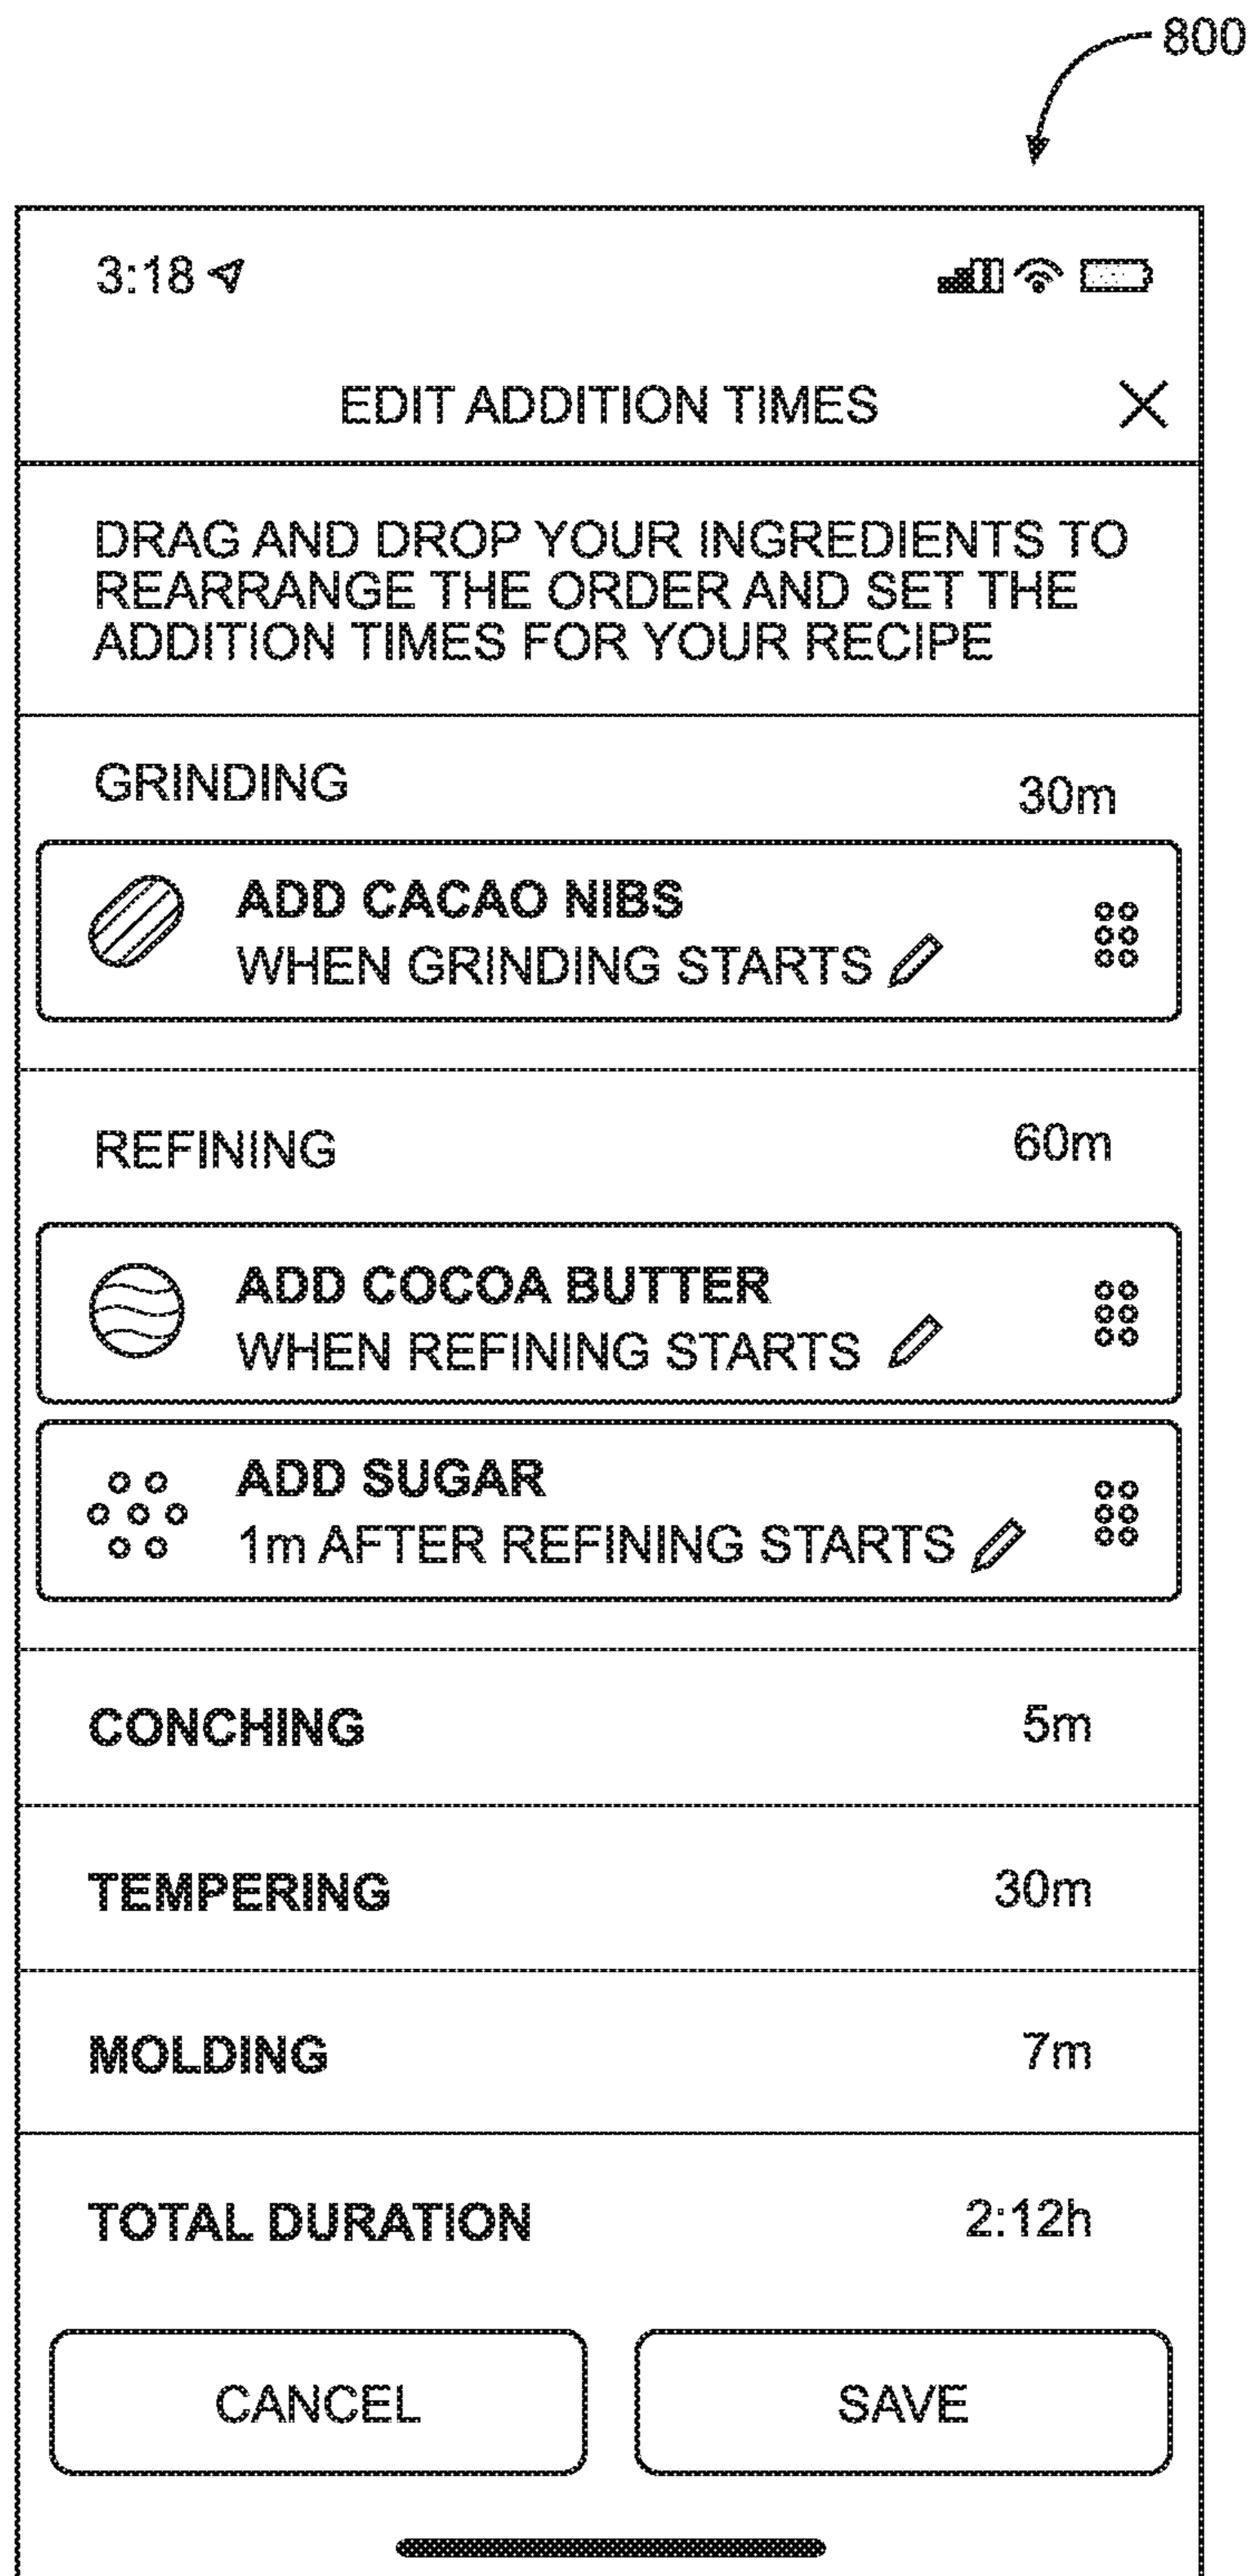 800
3:18
EDIT ADDITION TIMES
DRAG AND DROP YOUR INGREDIENTS TO
REARRANGE THE ORDER AND SET THE
ADDITION TIMES FOR YOUR RECIPE
GRINDING 30m
ADD CACAO NIBS
WHEN GRINDING STARTS
REFINING 60m
ADD COCOA BUTTER
WHEN REFINING STARTS
ADD SUGAR
1m AFTER REFINING STARTS
CONCHING 5m
TEMPERING 30m
MOLDING 7m
TOTAL DURATION 2:12h
CANCEL SAVE